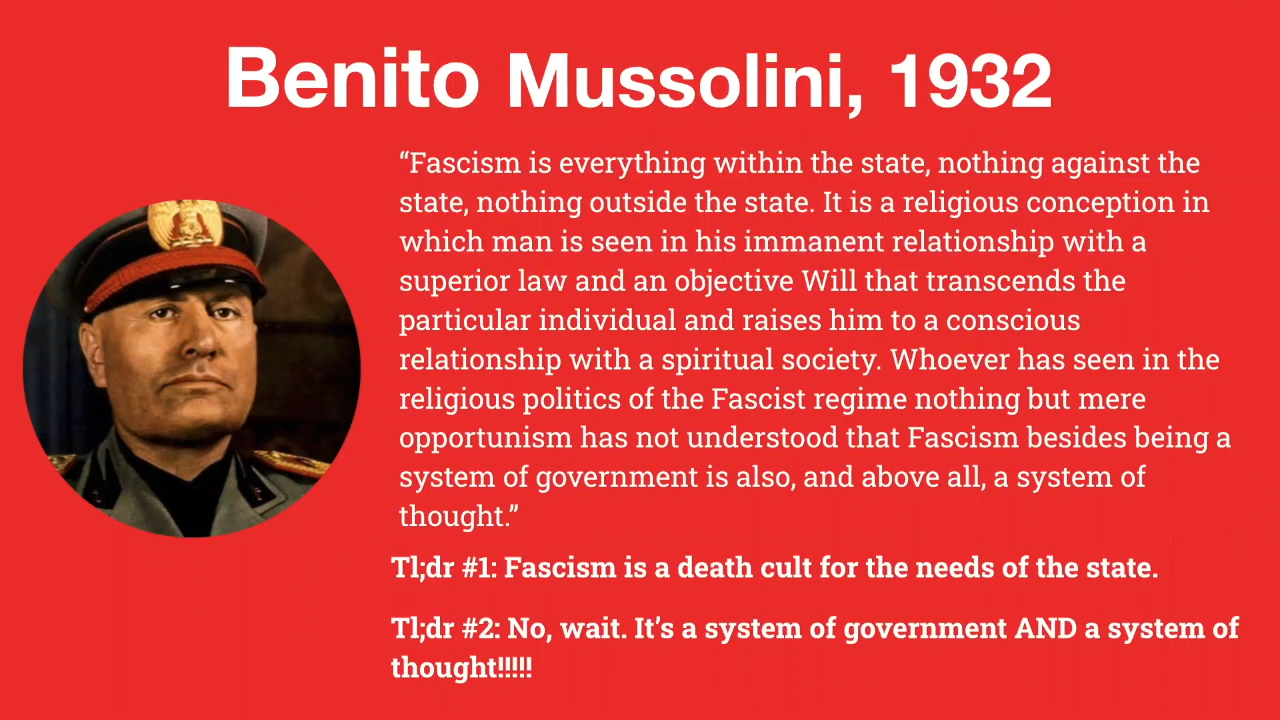 Benito Mussolini, 1932
“Fascism is everything within the state, nothing against the
state, nothing outside the state. It is a religious conception in
which man is seen in his immanent relationship with a
superior law and an objective Will that transcends the
particular individual and raises him to a conscious
relationship with a spiritual society. Whoever has seen in the
religious politics of the Fascist regime nothing but mere
opportunism has not understood that Fascism besides being a
system of government is also, and above all, a system of
thought.”
Tl;dr #1: Fascism is a death cult for the needs of the state.
Tl;dr #2: No, wait. It’s a system of government AND a system of
thought!!!!!